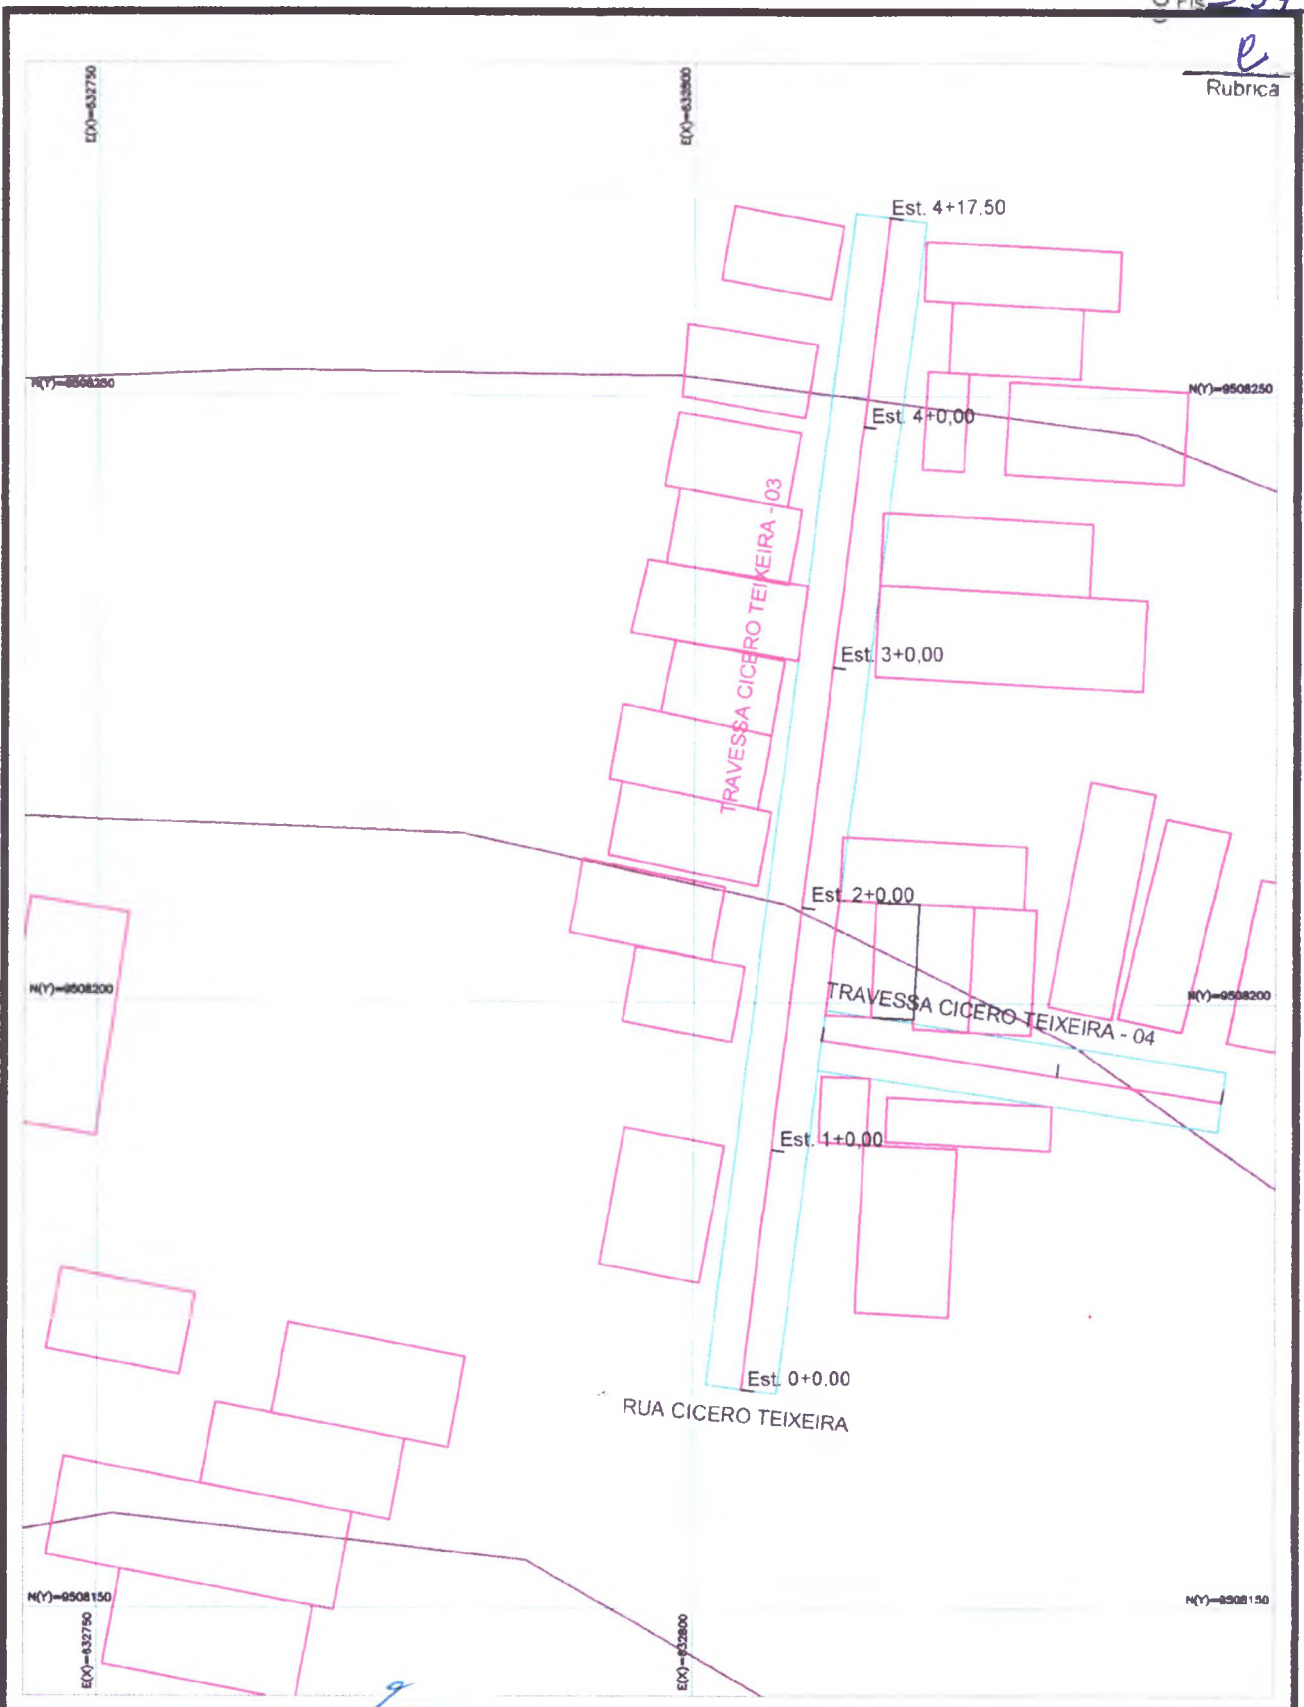 Fls
Rubrica
E(X)=632750
E(X)=632800
Est. 4+17.50
N(Y)=9508250
N(Y)=9508250
Est. 4+0,00
TRAVESSA CICERO TEIXEIRA - 03
Est. 3+0,00
Est. 2+0,00
N(Y)=9508200
N(Y)=9508200
TRAVESSA CICERO TEIXEIRA - 04
Est. 1+0,00
Est. 0+0.00
RUA CICERO TEIXEIRA
N(Y)=9508150
N(Y)=9508150
E(X)=632750
E(X)=632800